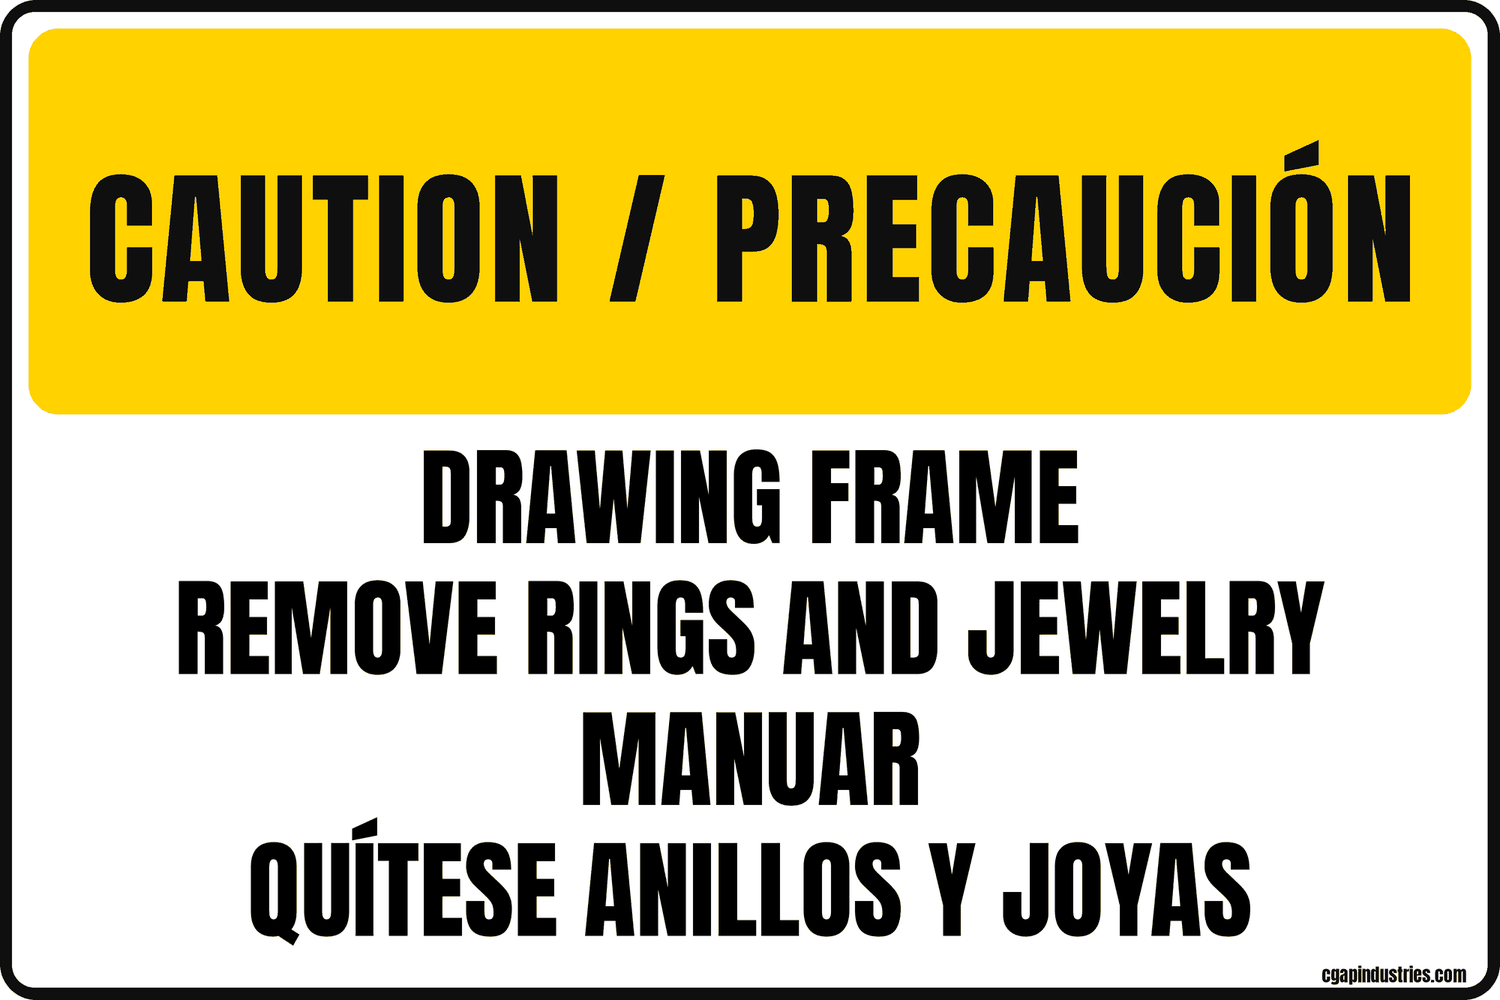 CAUTION / PRECAUCIÓN
DRAWING FRAME
REMOVE RINGS AND JEWELRY
MANUAR
QUÍTESE ANILLOS Y JOYAS
cgapindustries.com